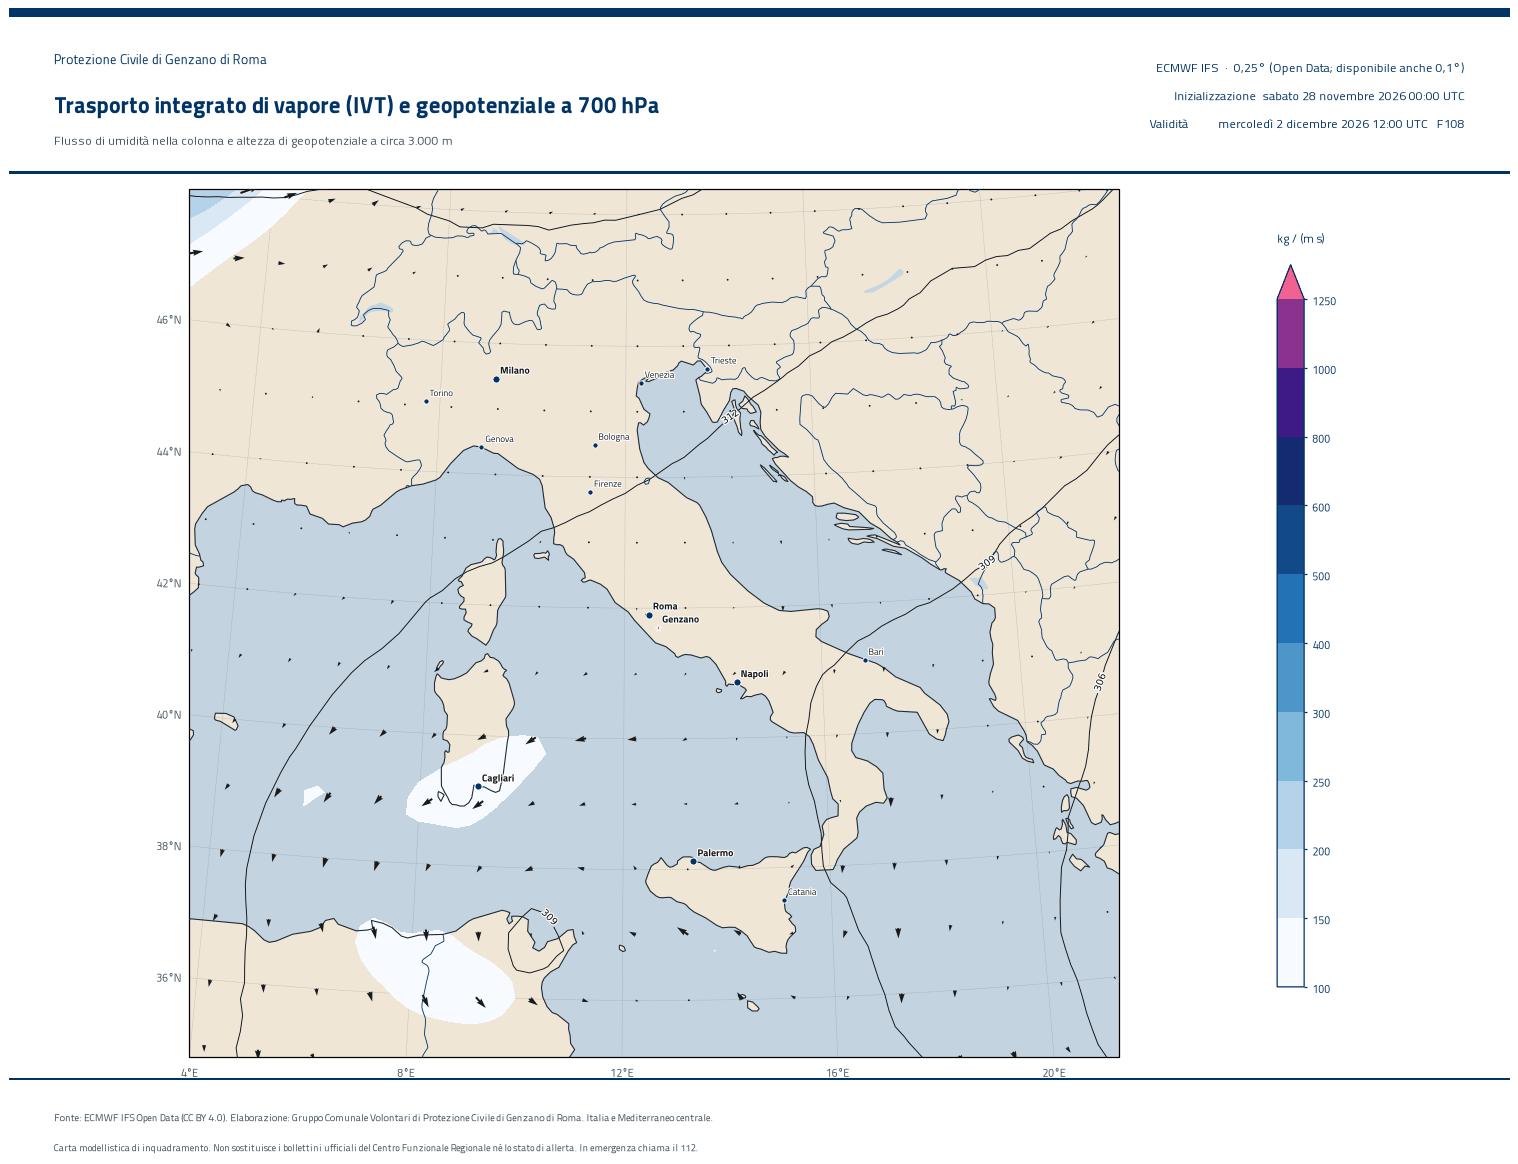 Protezione Civile di Genzano di Roma
Trasporto integrato di vapore (IVT) e geopotenziale a 700 hPa
Flusso di umidità nella colonna e altezza di geopotenziale a circa 3.000 m
ECMWF IFS · 0,25° (Open Data; disponibile anche 0,1°)
Inizializzazione sabato 28 novembre 2026 00:00 UTC
Validità mercoledì 2 dicembre 2026 12:00 UTC F108
kg / (m s)
1250
1000
800
600
500
400
300
250
200
150
100
46°N
44°N
42°N
40°N
38°N
36°N
4°E
8°E
12°E
16°E
20°E
Milano
Torino
Genova
Venezia
Trieste
Bologna
Firenze
312
309
306
309
Roma
Genzano
Napoli
Bari
Cagliari
Palermo
Catania
Fonte: ECMWF IFS Open Data (CC BY 4.0). Elaborazione: Gruppo Comunale Volontari di Protezione Civile di Genzano di Roma. Italia e Mediterraneo centrale.
Carta modellistica di inquadramento. Non sostituisce i bollettini ufficiali del Centro Funzionale Regionale né lo stato di allerta. In emergenza chiama il 112.